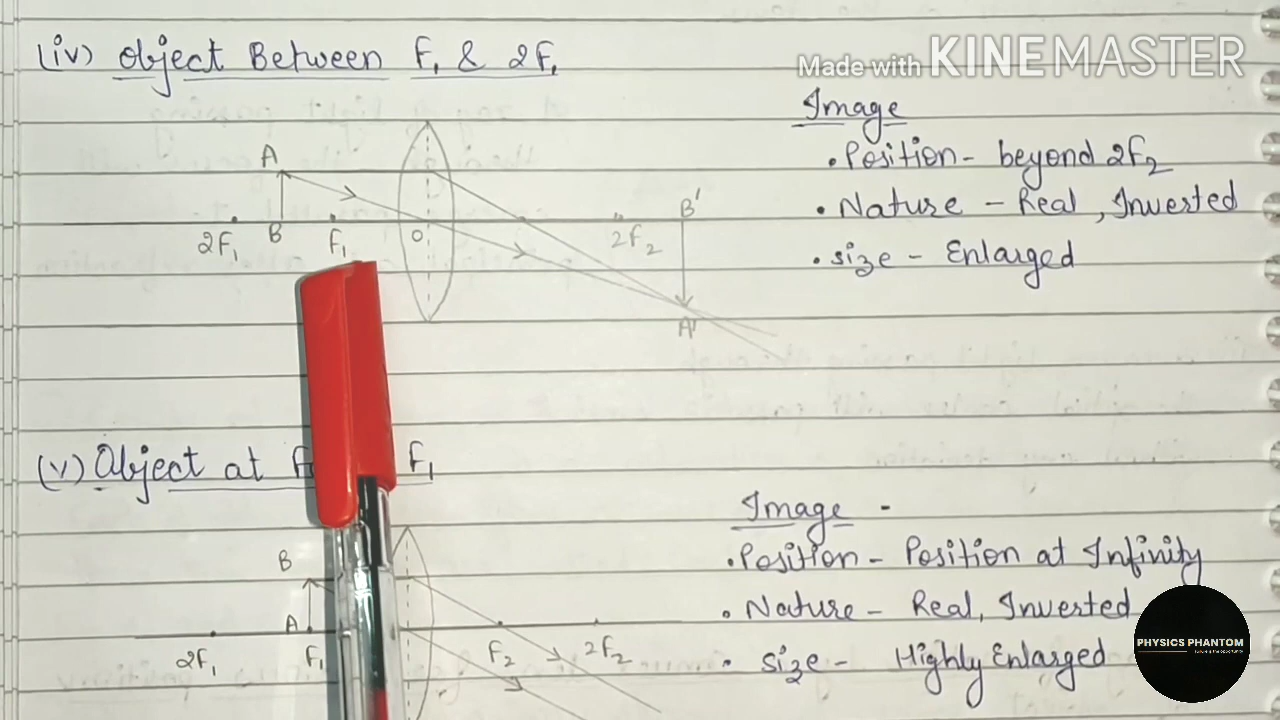 (iv) Object Between F₁ & 2F₁
Made with KINEMASTER
Image
• Position - beyond 2F₂
• Nature - Real, Inverted
• size - Enlarged
A
2F₁ B F₁ O 2F₂ B'
A'
(v) Object at F₁
Image -
• Position - Position at Infinity
• Nature - Real, Inverted
• size - Highly Enlarged
B
A
2F₁ F₁ F₂ 2F₂
PHYSICS PHANTOM